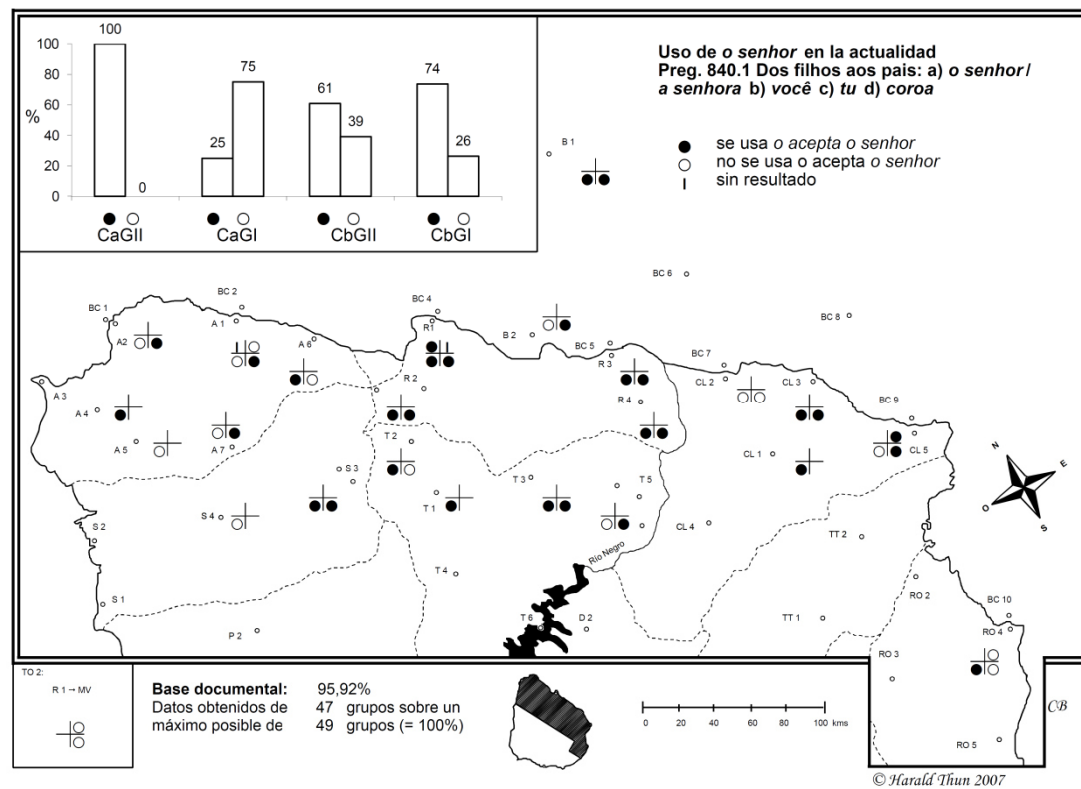 100
80
60
40
20
0
%
100
0
25
75
61
39
74
26
CaGII
CaGI
CbGII
CbGI
Uso de o senhor en la actualidad
Preg. 840.1 Dos filhos aos pais: a) o senhor/
a senhora b) você c) tu d) coroa
se usa o acepta o senhor
no se usa o acepta o senhor
sin resultado
B 1
BC 6
BC 8
BC 1
BC 2
A 1
A2
A 6
BC 4
R1
B 2
BC 5
R 3
BC 7
CL 2
CL 3
A 3
A 4
R 2
R 4
BC 9
A 5
A 7
T 2
CL 1
CL 5
S 3
T 3
T 5
T 1
S 4
S 2
CL 4
TT 2
N
E
O
S
Río Negro
T 4
RO 2
S 1
P 2
T 6
D 2
TT 1
BC 10
RO 4
RO 3
RO 5
TO 2:
R 1 → MV
Base documental: 95,92%
Datos obtenidos de 47 grupos sobre un
máximo posible de 49 grupos (= 100%)
0 20 40 60 80 100 kms
CB
© Harald Thun 2007